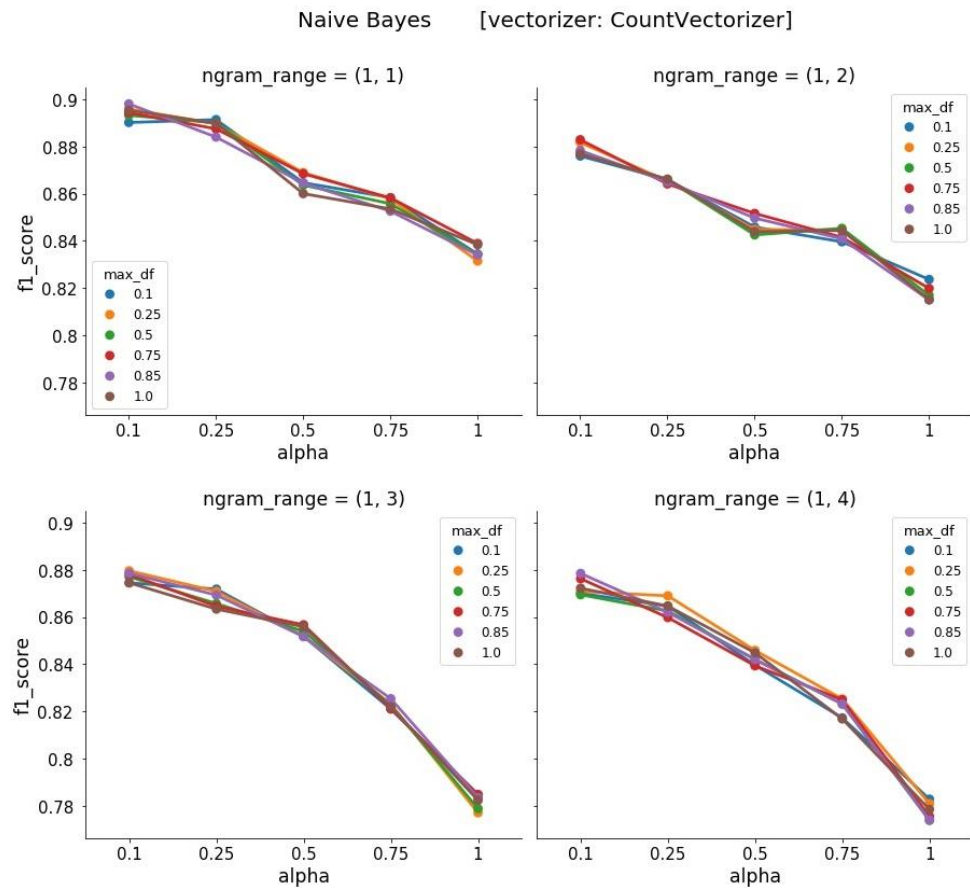 Naive Bayes [vectorizer: CountVectorizer]
ngram_range = (1, 1)
0.9
0.88
0.86
0.84
0.82
0.8
0.78
f1_score
max_df
0.1
0.25
0.5
0.75
0.85
1.0
0.1 0.25 0.5 0.75 1
alpha
ngram_range = (1, 2)
max_df
0.1
0.25
0.5
0.75
0.85
1.0
0.1 0.25 0.5 0.75 1
alpha
ngram_range = (1, 3)
0.9
0.88
0.86
0.84
0.82
0.8
0.78
f1_score
max_df
0.1
0.25
0.5
0.75
0.85
1.0
0.1 0.25 0.5 0.75 1
alpha
ngram_range = (1, 4)
max_df
0.1
0.25
0.5
0.75
0.85
1.0
0.1 0.25 0.5 0.75 1
alpha